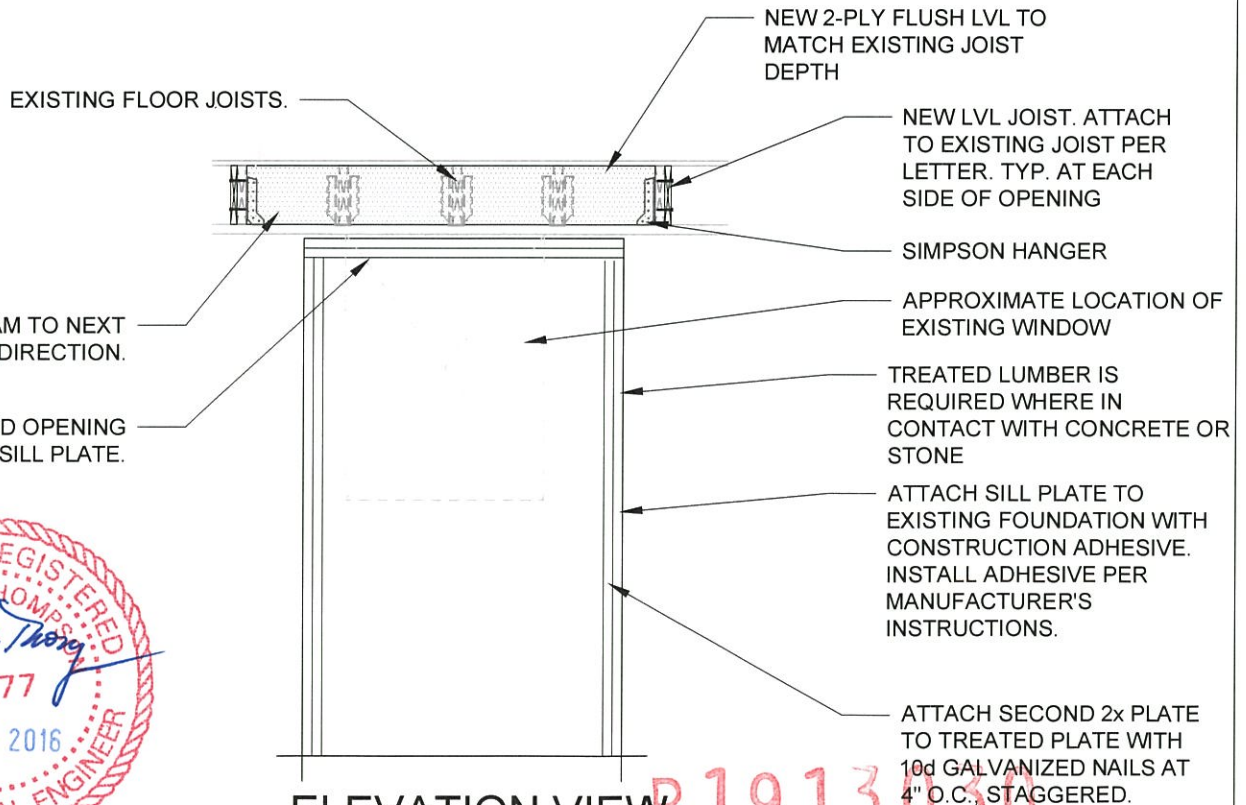 NEW 2-PLY FLUSH LVL TO
MATCH EXISTING JOIST
DEPTH
EXISTING FLOOR JOISTS.
NEW LVL JOIST. ATTACH
TO EXISTING JOIST PER
LETTER. TYP. AT EACH
SIDE OF OPENING
SIMPSON HANGER
APPROXIMATE LOCATION OF
EXISTING WINDOW
AM TO NEXT
DIRECTION.
TREATED LUMBER IS
REQUIRED WHERE IN
CONTACT WITH CONCRETE OR
STONE
D OPENING
SILL PLATE.
ATTACH SILL PLATE TO
EXISTING FOUNDATION WITH
CONSTRUCTION ADHESIVE.
INSTALL ADHESIVE PER
MANUFACTURER'S
INSTRUCTIONS.
ATTACH SECOND 2x PLATE
TO TREATED PLATE WITH
10d GALVANIZED NAILS AT
4" O.C., STAGGERED.
EGISTERED
HOMPSON
77
2016
ENGINEER
ELEVATION VIEW
R1913030